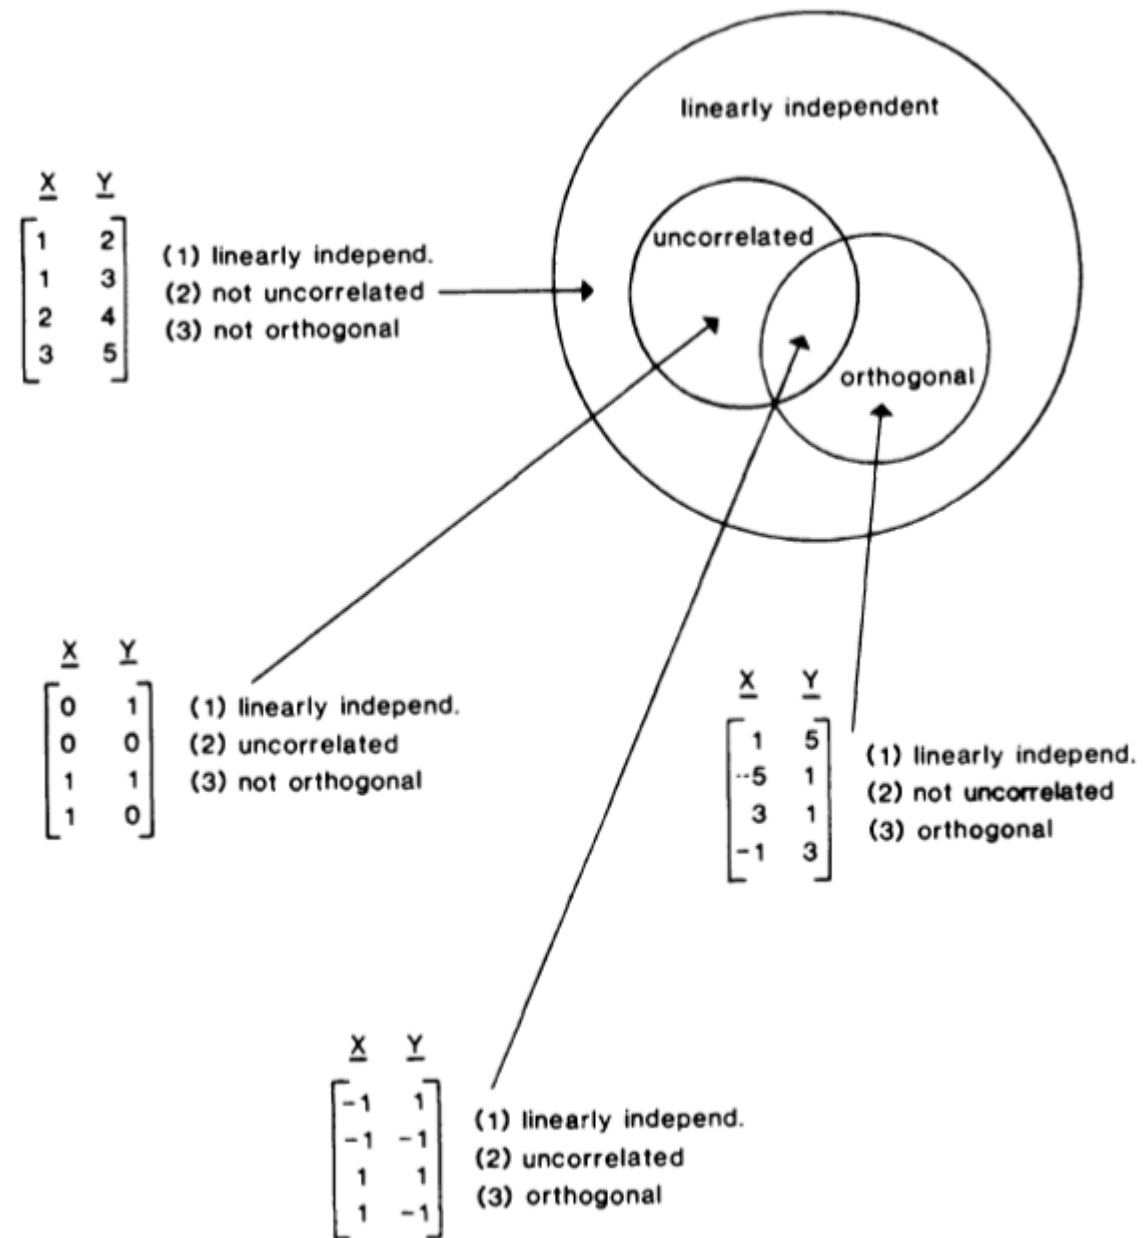 linearly independent
uncorrelated
orthogonal
X Y
1 2
1 3
2 4
3 5
(1) linearly independ.
(2) not uncorrelated
(3) not orthogonal
X Y
0 1
0 0
1 1
1 0
(1) linearly independ.
(2) uncorrelated
(3) not orthogonal
X Y
1 5
-5 1
3 1
-1 3
(1) linearly independ.
(2) not uncorrelated
(3) orthogonal
X Y
-1 1
-1 -1
1 1
1 -1
(1) linearly independ.
(2) uncorrelated
(3) orthogonal